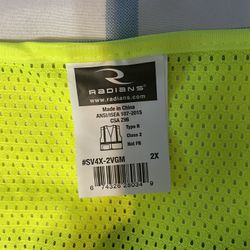 RADIANS
www.radians.com
Made in China
ANSI/ISEA 107-2015
CSA Z96
Type R
Class 2
Not FR
#SV4X-2VGM 2X
6 74326 28034 9